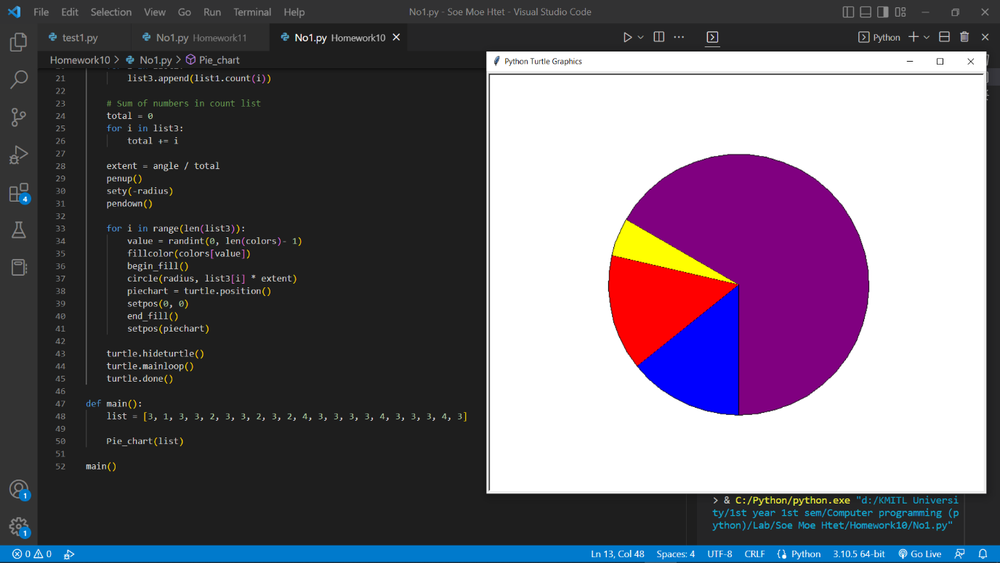 File Edit Selection View Go Run Terminal Help
No1.py - Soe Moe Htet - Visual Studio Code
test1.py
No1.py Homework11
No1.py Homework10
Python
Homework10 > No1.py > Pie_chart
Python Turtle Graphics
21 list3.append(list1.count(i))
22
23 # Sum of numbers in count list
24 total = 0
25 for i in list3:
26 total += i
27
28 extent = angle / total
29 penup()
30 sety(-radius)
31 pendown()
32
33 for i in range(len(list3)):
34 value = randint(0, len(colors)- 1)
35 fillcolor(colors[value])
36 begin_fill()
37 circle(radius, list3[i] * extent)
38 piechart = turtle.position()
39 setpos(0, 0)
40 end_fill()
41 setpos(piechart)
42
43 turtle.hideturtle()
44 turtle.mainloop()
45 turtle.done()
46
47 def main():
48 list = [3, 1, 3, 3, 2, 3, 3, 2, 3, 2, 4, 3, 3, 3, 3, 4, 3, 3, 3, 4, 3]
49
50 Pie_chart(list)
51
52 main()
4
1
1
> & C:/Python/python.exe "d:/KMITL Universi
ty/1st year 1st sem/Computer programming (p
ython)/Lab/Soe Moe Htet/Homework10/No1.py"
0 0
Ln 13, Col 48 Spaces: 4 UTF-8 CRLF Python 3.10.5 64-bit Go Live